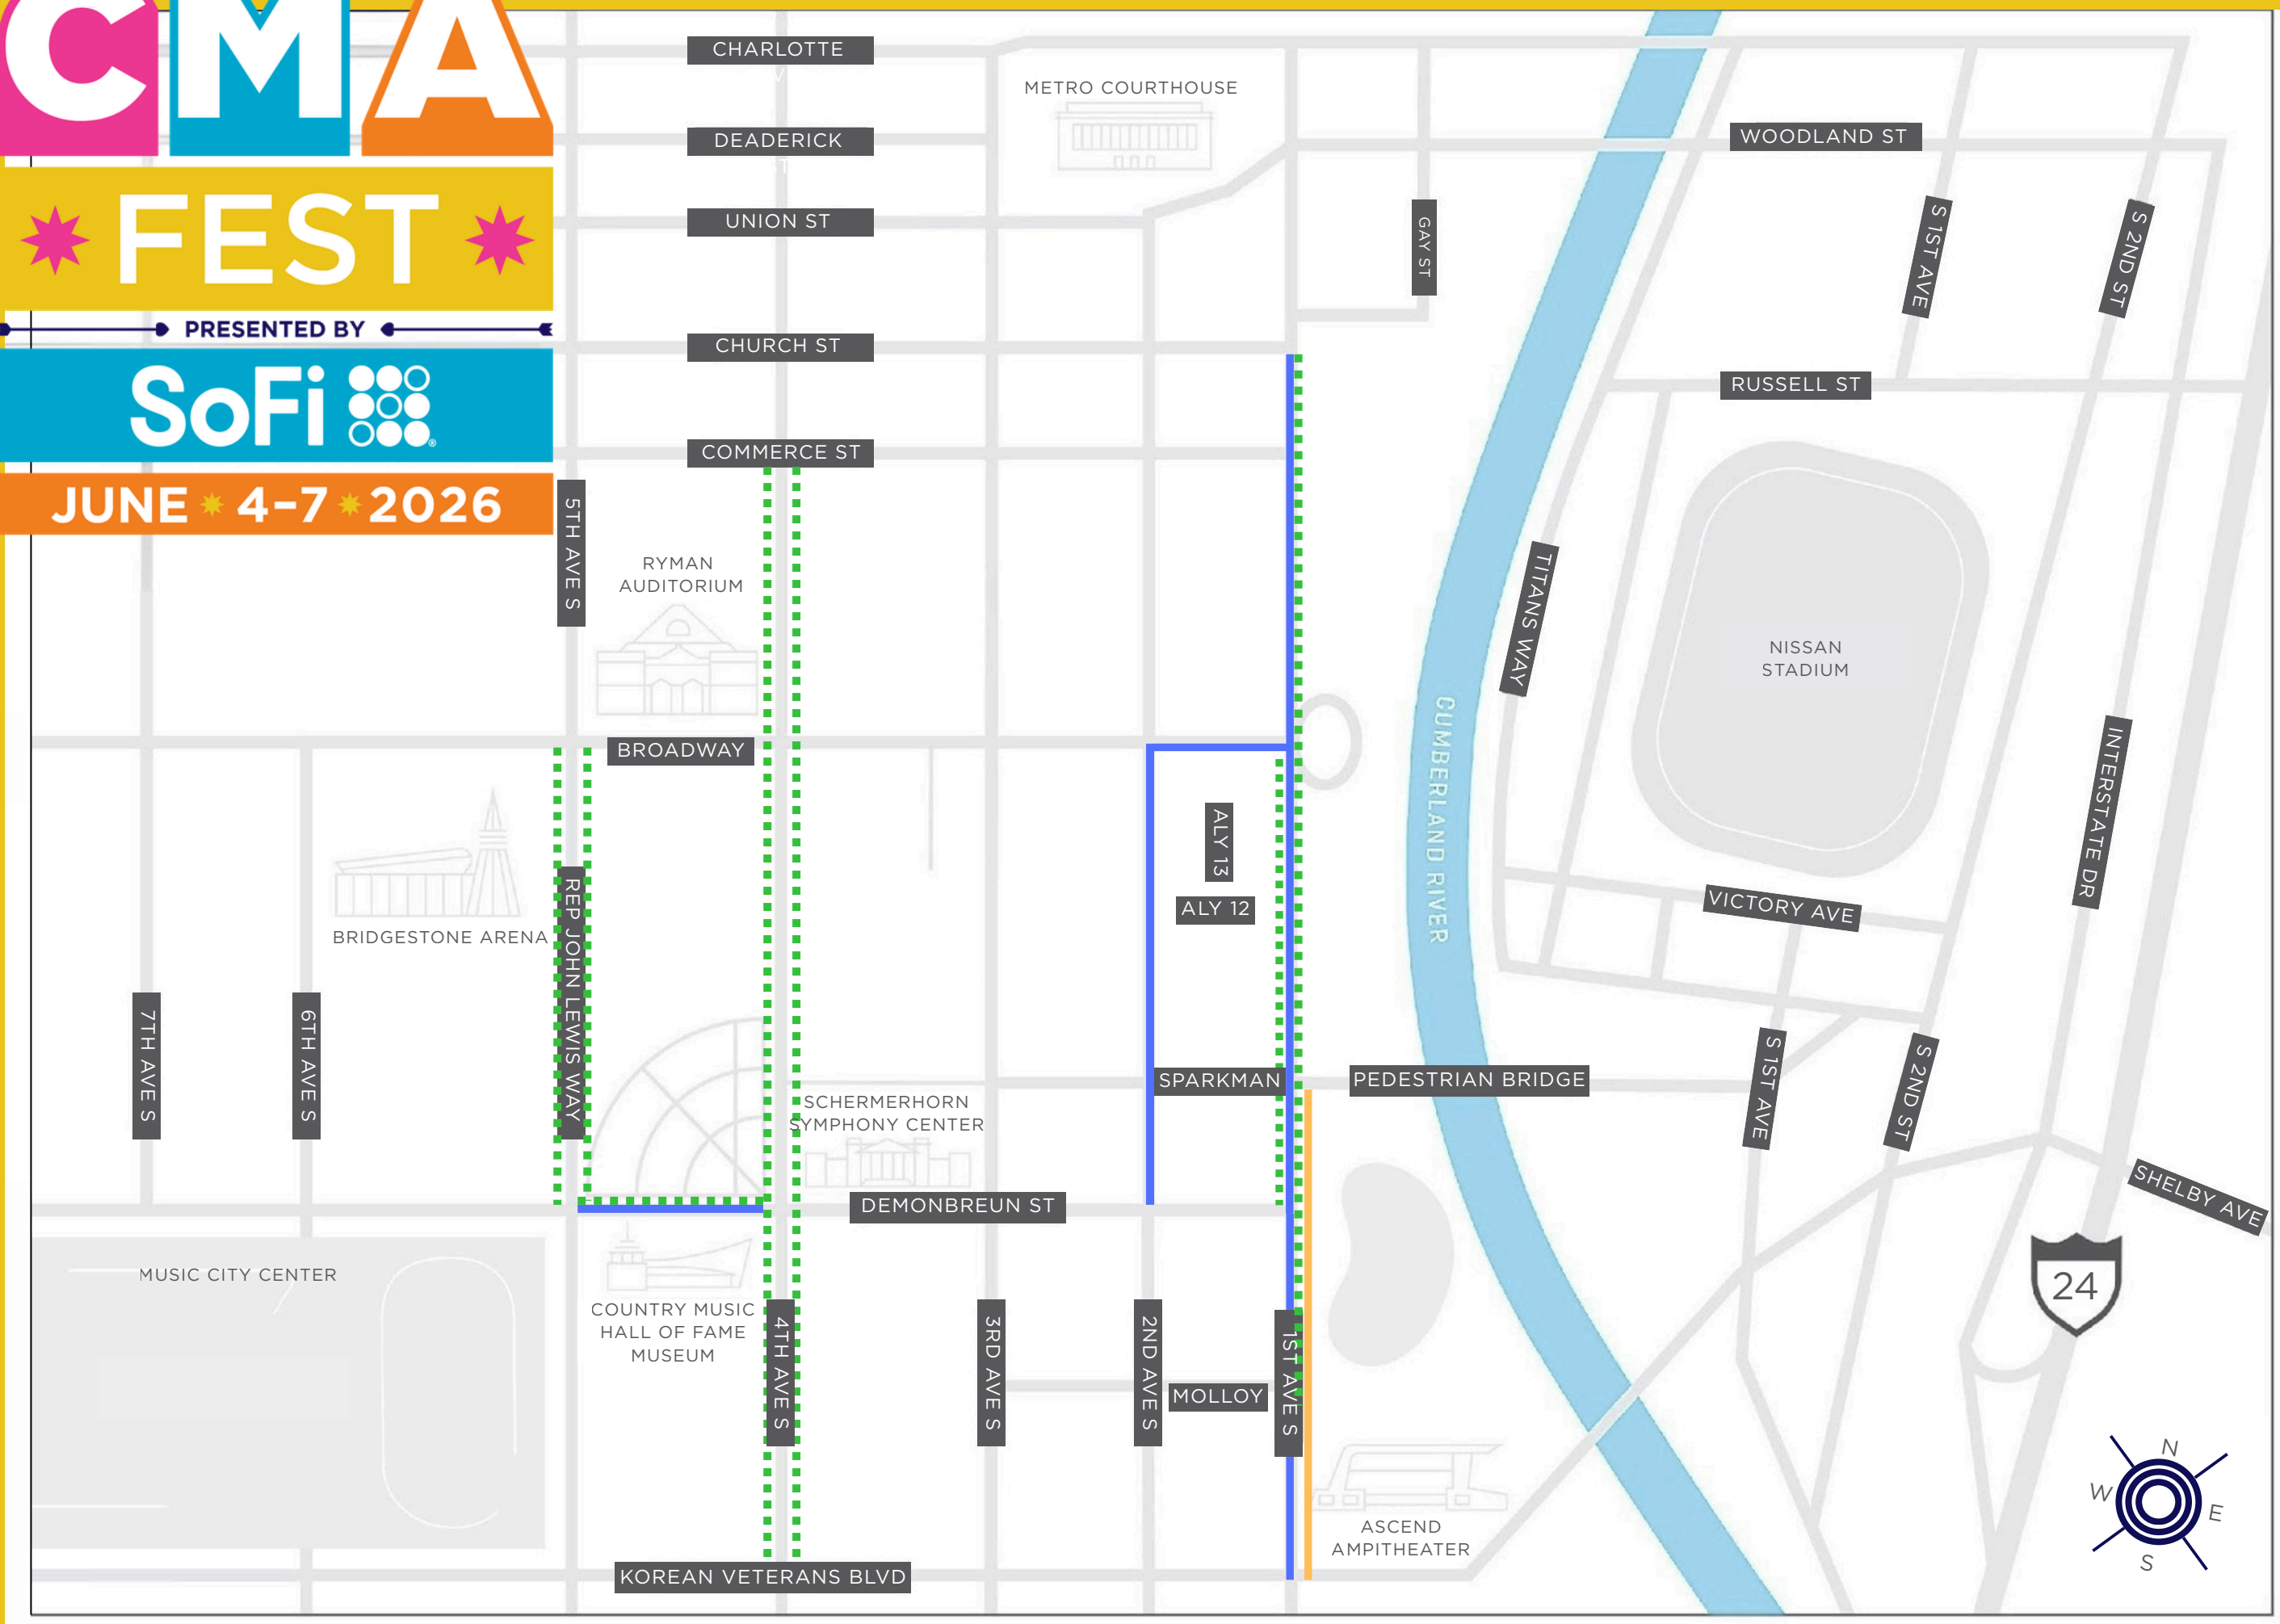 CMA
FEST
PRESENTED BY
SoFi
JUNE 4-7 2026
CHARLOTTE
DEADERICK
UNION ST
CHURCH ST
COMMERCE ST
METRO COURTHOUSE
GAY ST
WOODLAND ST
S 1ST AVE
S 2ND ST
RUSSELL ST
5TH AVE S
RYMAN
AUDITORIUM
TITANS WAY
NISSAN
STADIUM
CUMBERLAND RIVER
INTERSTATE DR
BROADWAY
ALY 13
ALY 12
VICTORY AVE
BRIDGESTONE ARENA
REP JOHN LEWIS WAY
7TH AVE S
6TH AVE S
SPARKMAN
PEDESTRIAN BRIDGE
SCHERMERHORN
SYMPHONY CENTER
S 1ST AVE
S 2ND ST
SHELBY AVE
DEMONBREUN ST
MUSIC CITY CENTER
COUNTRY MUSIC
HALL OF FAME
MUSEUM
4TH AVE S
3RD AVE S
2ND AVE S
1ST AVE S
MOLLOY
24
ASCEND
AMPITHEATER
KOREAN VETERANS BLVD
N
W
E
S